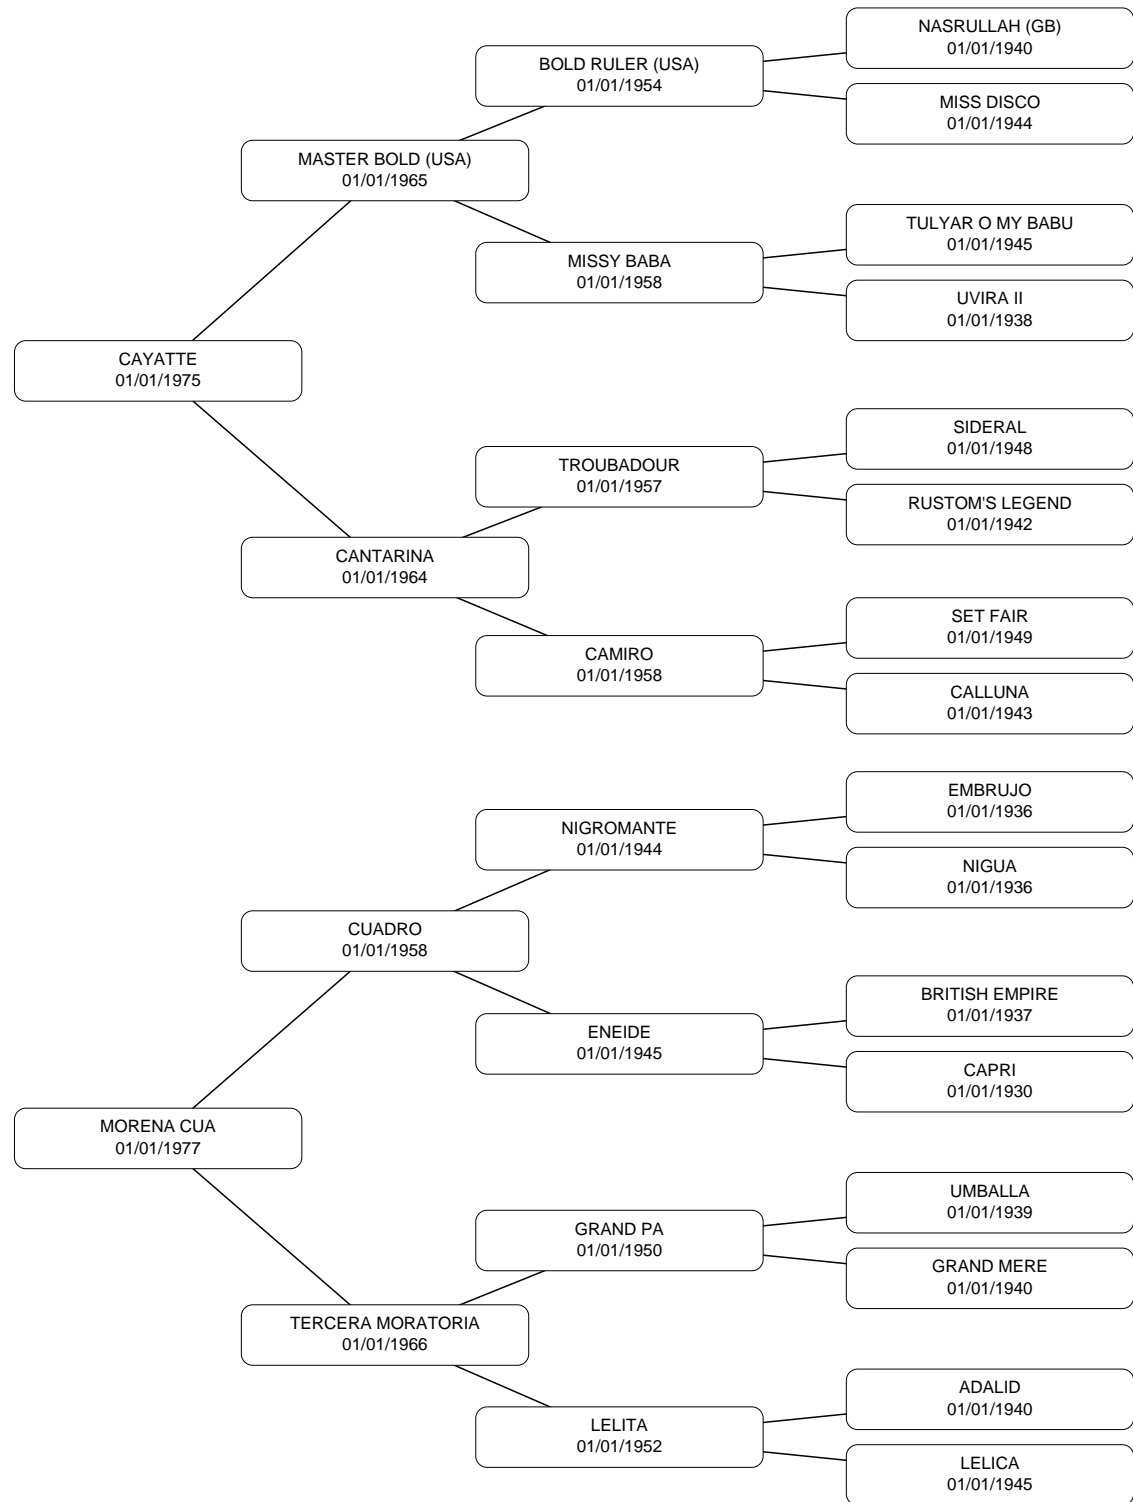 NASRULLAH (GB)
01/01/1940
BOLD RULER (USA)
01/01/1954
MISS DISCO
01/01/1944
MASTER BOLD (USA)
01/01/1965
TULYAR O MY BABU
01/01/1945
MISSY BABA
01/01/1958
UVIRA II
01/01/1938
CAYATTE
01/01/1975
SIDERAL
01/01/1948
TROUBADOUR
01/01/1957
RUSTOM'S LEGEND
01/01/1942
CANTARINA
01/01/1964
SET FAIR
01/01/1949
CAMIRO
01/01/1958
CALLUNA
01/01/1943
EMBRUJO
01/01/1936
NIGROMANTE
01/01/1944
NIGUA
01/01/1936
CUADRO
01/01/1958
BRITISH EMPIRE
01/01/1937
ENEIDE
01/01/1945
CAPRI
01/01/1930
MORENA CUA
01/01/1977
UMBALLA
01/01/1939
GRAND PA
01/01/1950
GRAND MERE
01/01/1940
TERCERA MORATORIA
01/01/1966
ADALID
01/01/1940
LELITA
01/01/1952
LELICA
01/01/1945